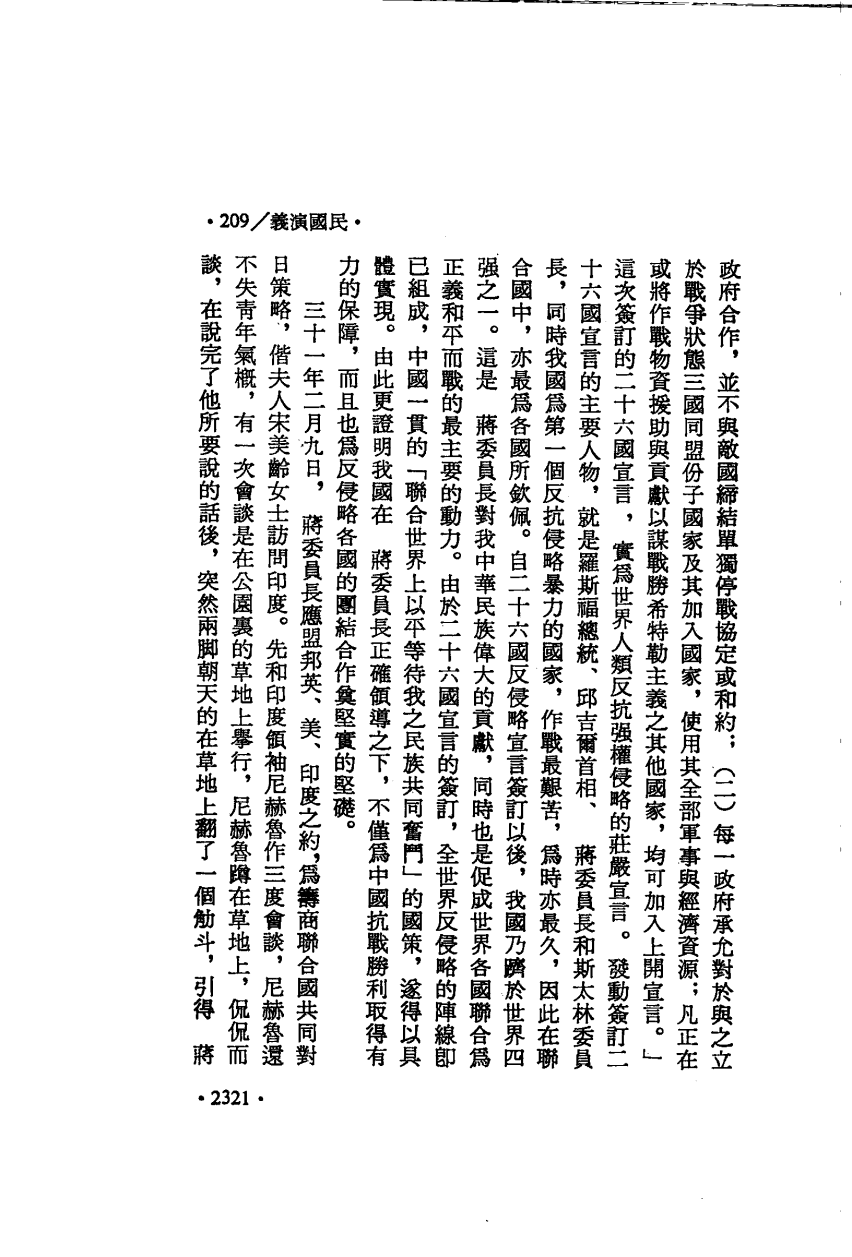 •209/義演國民•
政府合作，並不與敵國締結單獨停戰協定或和約；（二）每一政府承允對於與之立
於戰爭狀態三國同盟份子國家及其加入國家，使用其全部軍事與經濟資源；凡正在
或將作戰物資援助與貢獻以謀戰勝希特勒主義之其他國家，均可加入上開宣言。」
這次簽訂的二十六國宣言，實爲世界人類反抗强權侵略的莊嚴宣言。發動簽訂二
十六國宣言的主要人物，就是羅斯福總統、邱吉爾首相、　蔣委員長和斯太林委員
長，同時我國爲第一個反抗侵略暴力的國家，作戰最艱苦，爲時亦最久，因此在聯
合國中，亦最爲各國所欽佩。自二十六國反侵略宣言簽訂以後，我國乃躋於世界四
强之一。這是　蔣委員長對我中華民族偉大的貢獻，同時也是促成世界各國聯合爲
正義和平而戰的最主要的動力。由於二十六國宣言的簽訂，全世界反侵略的陣線卽
已組成，中國一貫的「聯合世界上以平等待我之民族共同奮鬥」的國策，遂得以具
體實現。由此更證明我國在　蔣委員長正確領導之下，不僅爲中國抗戰勝利取得有
力的保障，而且也爲反侵略各國的團結合作奠堅實的堅礎。
　　三十一年二月九日，　蔣委員長應盟邦英、美、印度之約，爲籌商聯合國共同對
日策略，偕夫人宋美齡女士訪問印度。先和印度領袖尼赫魯作三度會談，尼赫魯還
不失靑年氣槪，有一次會談是在公園裏的草地上舉行，尼赫魯蹲在草地上，侃侃而
談，在說完了他所要說的話後，突然兩脚朝天的在草地上翻了一個觔斗，引得　蔣
•2321•